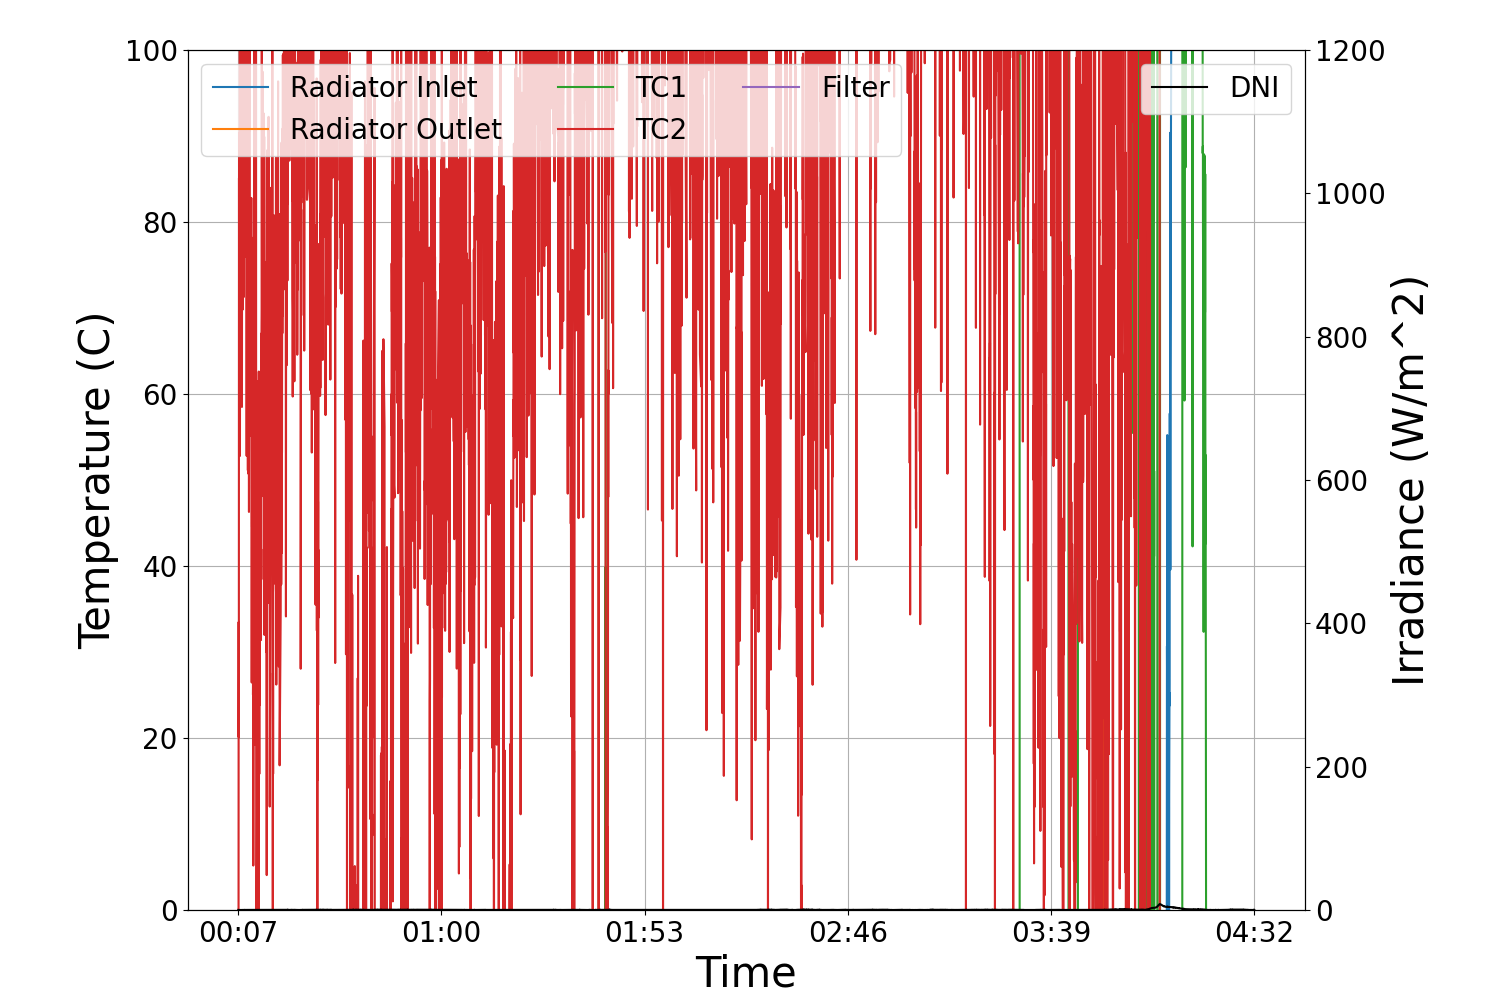 Radiator Inlet
Radiator Outlet
TC1
TC2
Filter
DNI
100
80
60
40
20
0
Temperature (C)
1200
1000
800
600
400
200
0
Irradiance (W/m^2)
00:07 01:00 01:53 02:46 03:39 04:32
Time